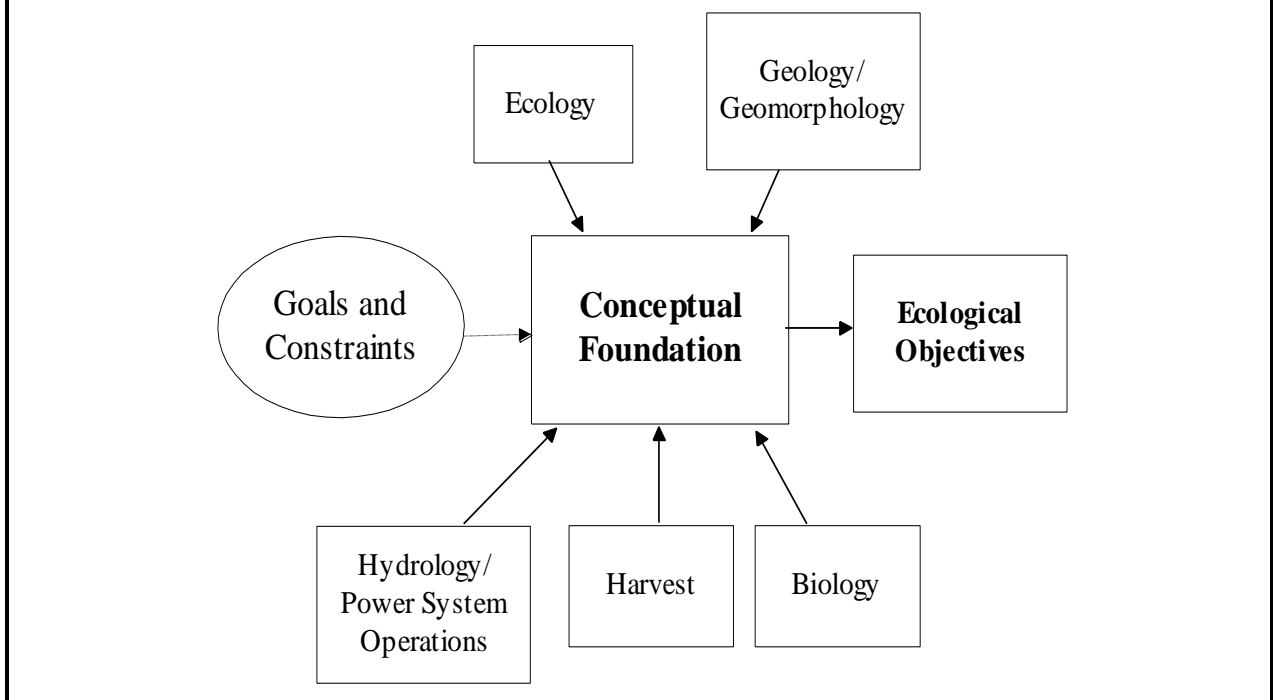 Ecology
Geology/
Geomorphology
Goals and
Constraints
Conceptual
Foundation
Ecological
Objectives
Hydrology/
Power System
Operations
Harvest
Biology